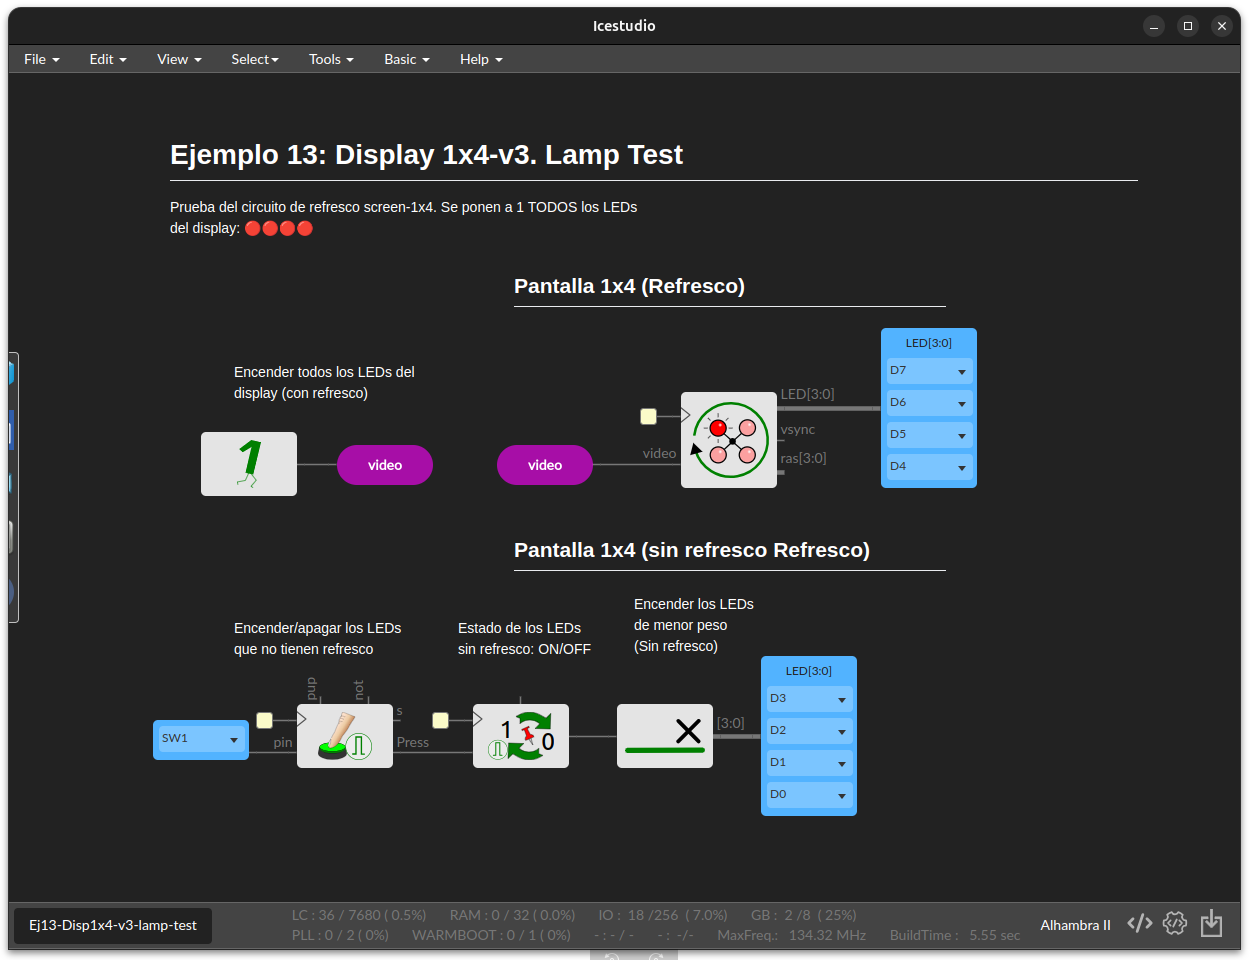 Icestudio
File Edit View Select Tools Basic Help
Ejemplo 13: Display 1x4-v3. Lamp Test
Prueba del circuito de refresco screen-1x4. Se ponen a 1 TODOS los LEDs
del display: 🔴🔴🔴🔴
Pantalla 1x4 (Refresco)
Encender todos los LEDs del
display (con refresco)
1
video
video
video
LED[3:0]
vsync
ras[3:0]
LED[3:0]
D7
D6
D5
D4
Pantalla 1x4 (sin refresco Refresco)
Encender/apagar los LEDs
que no tienen refresco
Estado de los LEDs
sin refresco: ON/OFF
Encender los LEDs
de menor peso
(Sin refresco)
SW1
pin
pup
not
s
Press
1 0
[3:0]
LED[3:0]
D3
D2
D1
D0
Ej13-Disp1x4-v3-lamp-test
LC : 36 / 7680 ( 0.5%) RAM : 0 / 32 ( 0.0%) IO : 18 /256 ( 7.0%) GB : 2 /8 ( 25%)
PLL : 0 / 2 ( 0%) WARMBOOT : 0 / 1 ( 0%) - : - / - - : -/- MaxFreq.: 134.32 MHz BuildTime : 5.55 sec
Alhambra II